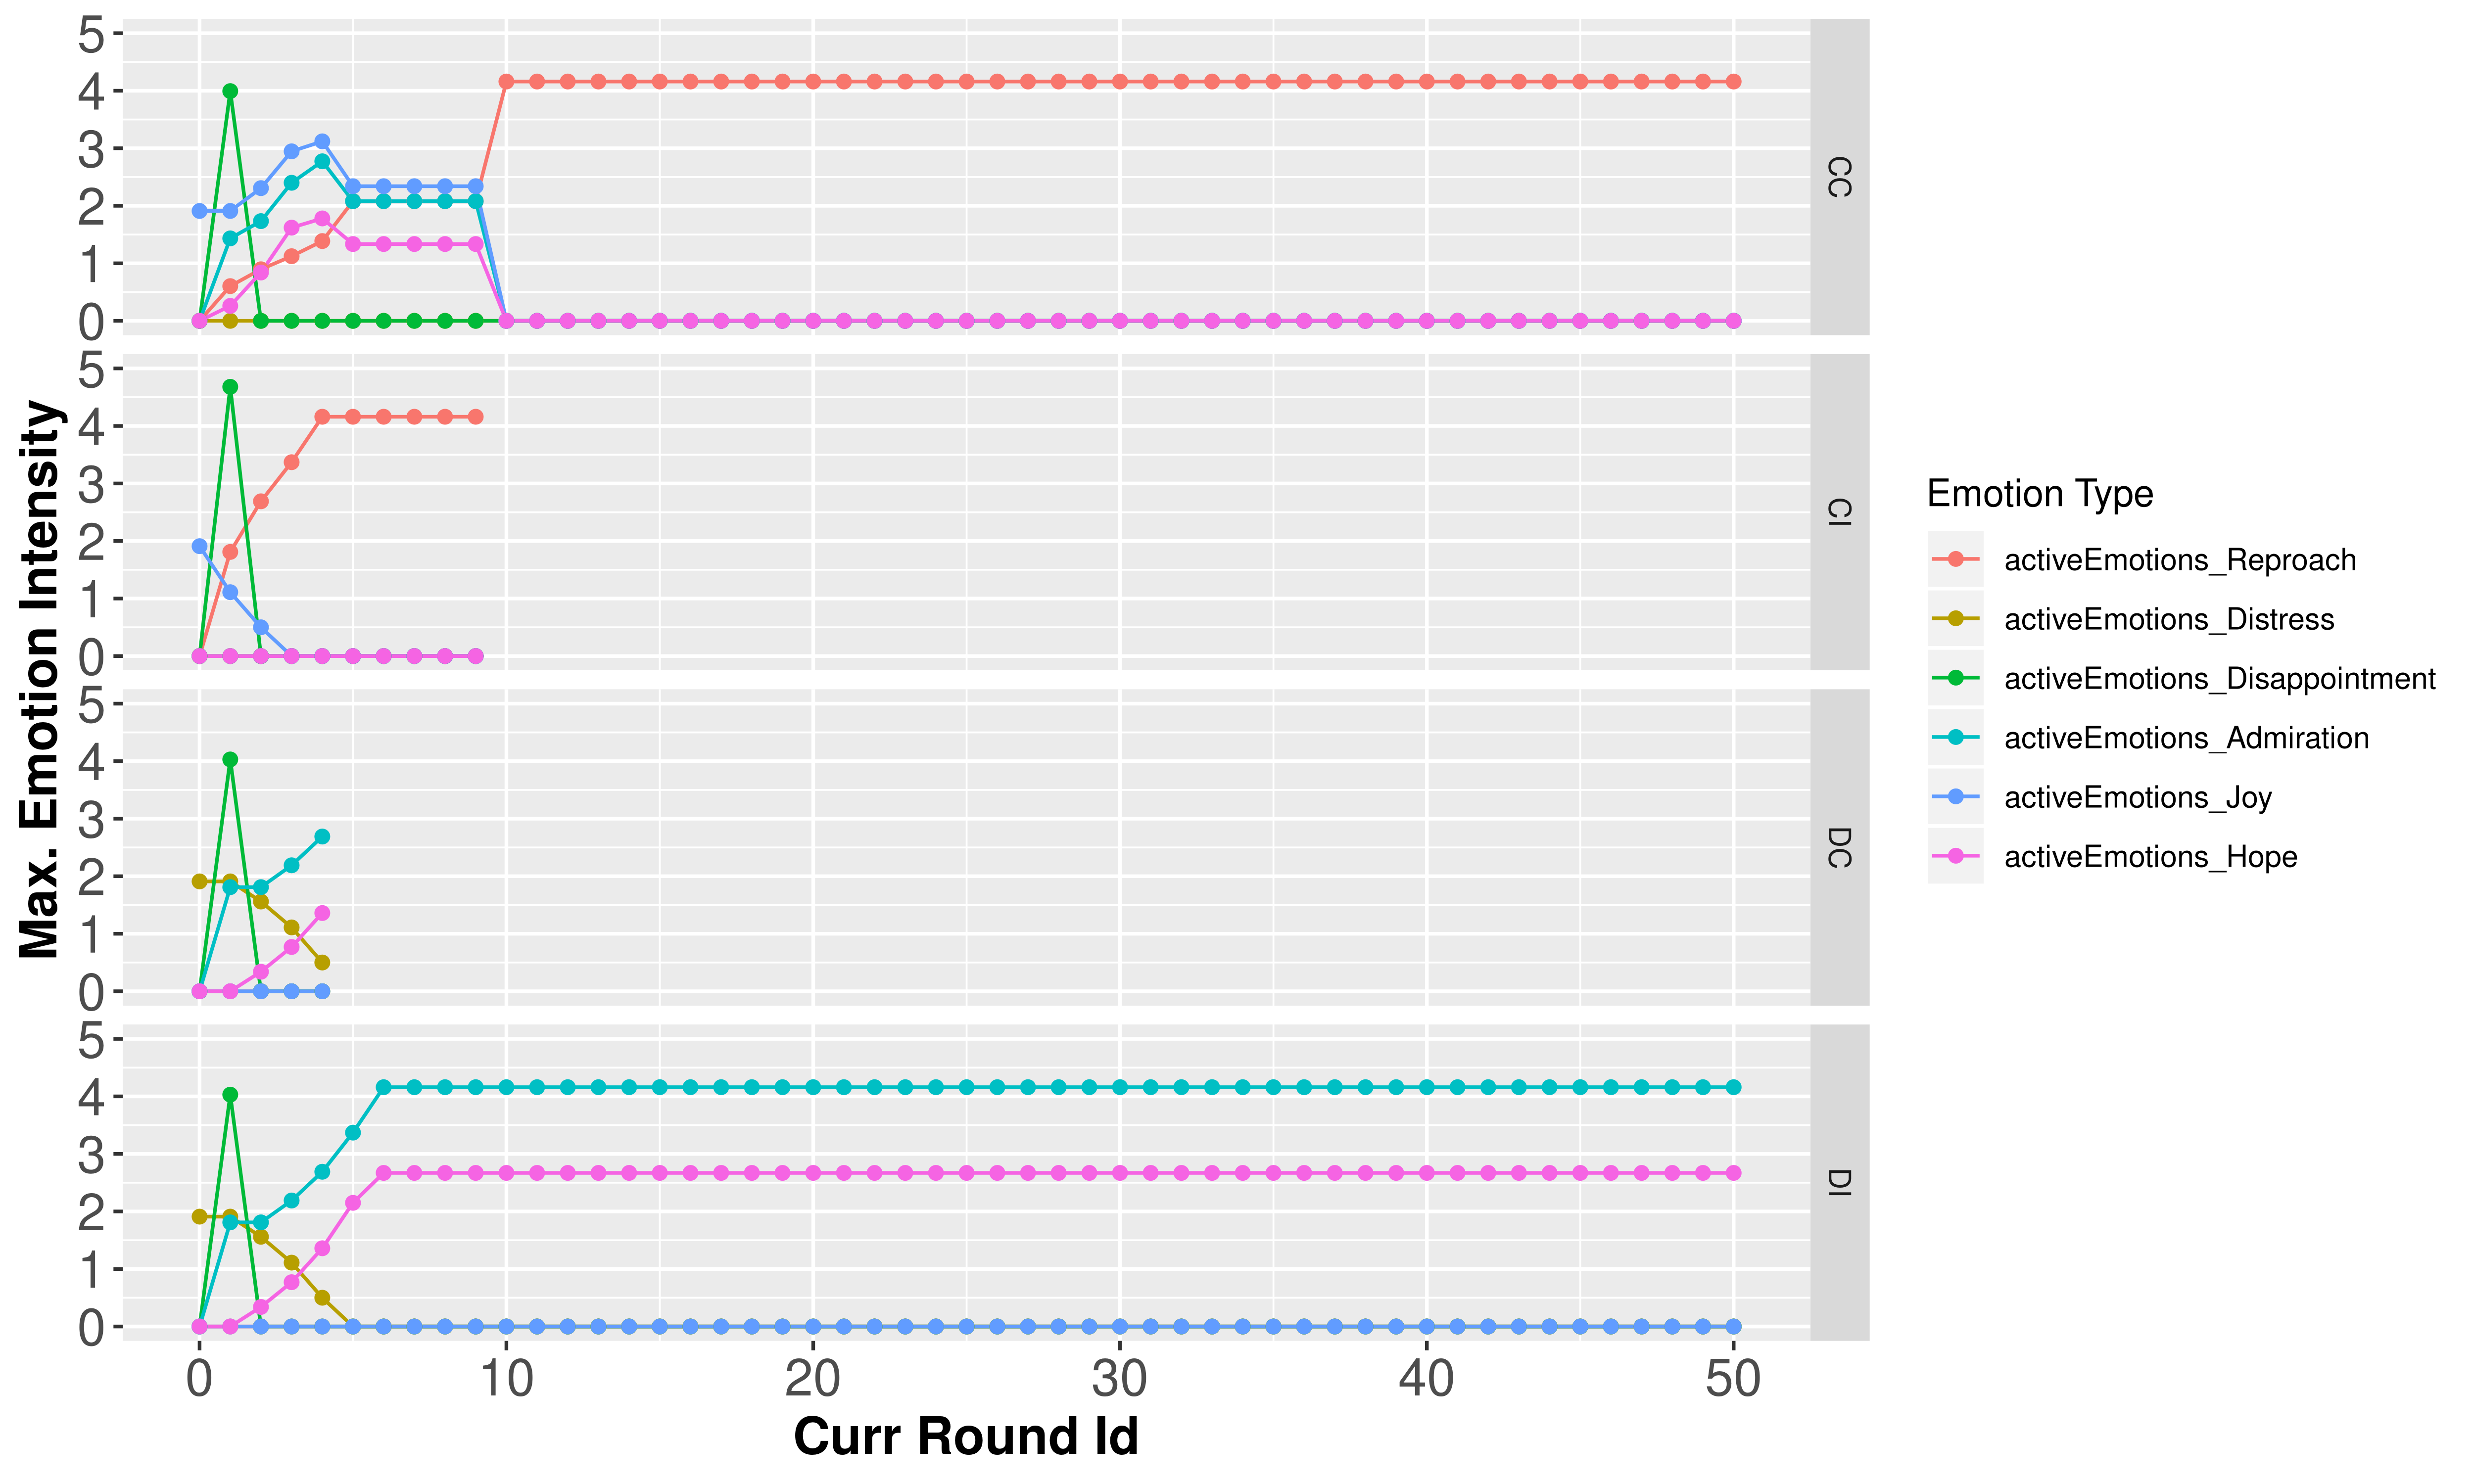 5
4
3
2
1
0
CC
5
4
3
2
1
0
CI
5
4
3
2
1
0
DC
5
4
3
2
1
0
DI
0 10 20 30 40 50
Curr Round Id
Max. Emotion Intensity
Emotion Type
activeEmotions_Reproach
activeEmotions_Distress
activeEmotions_Disappointment
activeEmotions_Admiration
activeEmotions_Joy
activeEmotions_Hope